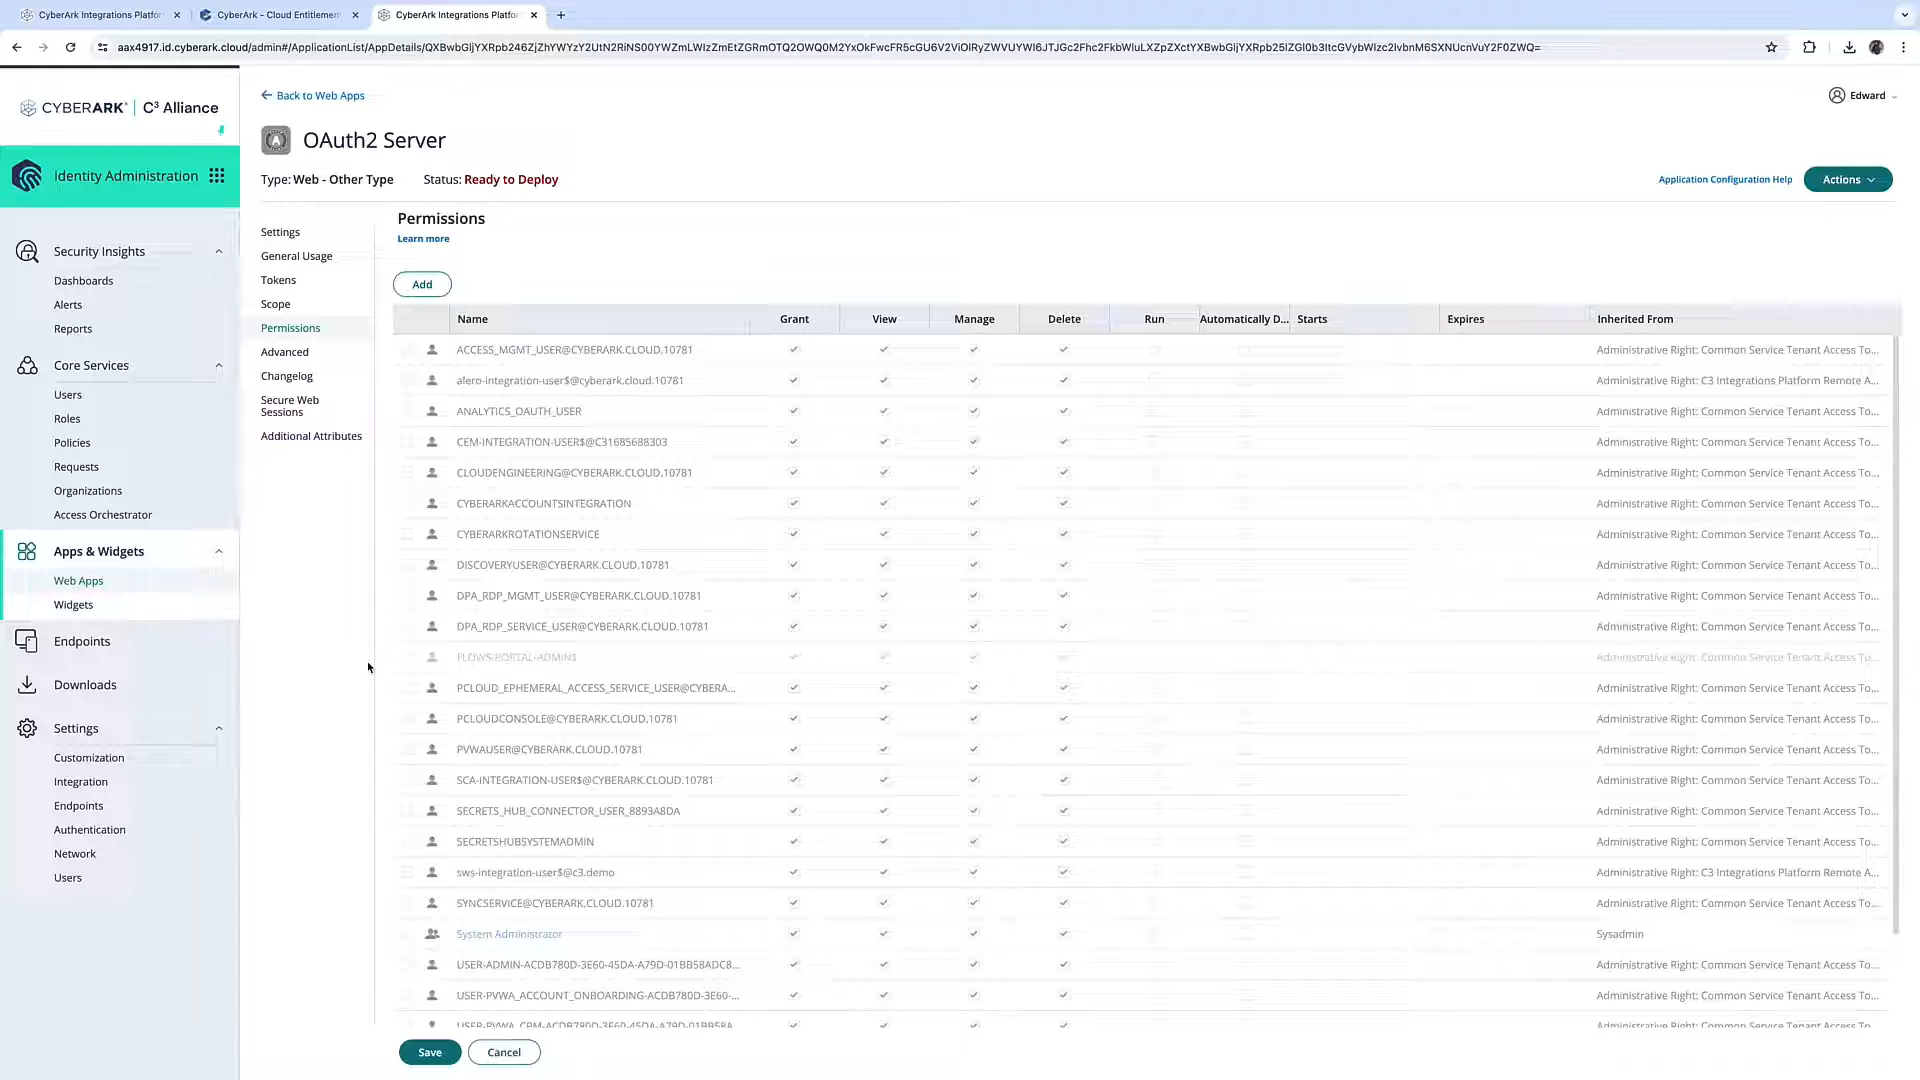 CyberArk Integrations Platfor
CyberArk - Cloud Entitlement
CyberArk Integrations Platfor
CYBERARK® | C³ Alliance
Identity Administration
Security Insights
Dashboards
Alerts
Reports
Core Services
Users
Roles
Policies
Requests
Organizations
Access Orchestrator
Apps & Widgets
Web Apps
Widgets
Endpoints
Downloads
Settings
Customization
Integration
Endpoints
Authentication
Network
Users
Back to Web Apps
Edward
OAuth2 Server
Type: Web - Other Type Status: Ready to Deploy
Application Configuration Help
Actions
Settings
General Usage
Tokens
Scope
Permissions
Advanced
Changelog
Secure Web
Sessions
Additional Attributes
Permissions
Learn more
Add
Name Grant View Manage Delete Run Automatically D... Starts Expires Inherited From
ACCESS_MGMT_USER@CYBERARK.CLOUD.10781 Administrative Right: Common Service Tenant Access To...
alero-integration-user$@cyberark.cloud.10781 Administrative Right: C3 Integrations Platform Remote A...
ANALYTICS_OAUTH_USER Administrative Right: Common Service Tenant Access To...
CEM-INTEGRATION-USER$@C31685688303 Administrative Right: Common Service Tenant Access To...
CLOUDENGINEERING@CYBERARK.CLOUD.10781 Administrative Right: Common Service Tenant Access To...
CYBERARKACCOUNTSINTEGRATION Administrative Right: Common Service Tenant Access To...
CYBERARKROTATIONSERVICE Administrative Right: Common Service Tenant Access To...
DISCOVERYUSER@CYBERARK.CLOUD.10781 Administrative Right: Common Service Tenant Access To...
DPA_RDP_MGMT_USER@CYBERARK.CLOUD.10781 Administrative Right: Common Service Tenant Access To...
DPA_RDP_SERVICE_USER@CYBERARK.CLOUD.10781 Administrative Right: Common Service Tenant Access To...
FLOWS-PORTAL-ADMIN$ Administrative Right: Common Service Tenant Access To...
PCLOUD_EPHEMERAL_ACCESS_SERVICE_USER@CYBERA... Administrative Right: Common Service Tenant Access To...
PCLOUDCONSOLE@CYBERARK.CLOUD.10781 Administrative Right: Common Service Tenant Access To...
PVWAUSER@CYBERARK.CLOUD.10781 Administrative Right: Common Service Tenant Access To...
SCA-INTEGRATION-USER$@CYBERARK.CLOUD.10781 Administrative Right: Common Service Tenant Access To...
SECRETS_HUB_CONNECTOR_USER_8893A8DA Administrative Right: Common Service Tenant Access To...
SECRETSHUBSYSTEMADMIN Administrative Right: Common Service Tenant Access To...
sws-integration-user$@c3.demo Administrative Right: C3 Integrations Platform Remote A...
SYNCSERVICE@CYBERARK.CLOUD.10781 Administrative Right: Common Service Tenant Access To...
System Administrator Sysadmin
USER-ADMIN-ACDB780D-3E60-45DA-A79D-01BB58ADC8... Administrative Right: Common Service Tenant Access To...
USER-PVWA_ACCOUNT_ONBOARDING-ACDB780D-3E60-... Administrative Right: Common Service Tenant Access To...
USER-PVWA_CPM-ACDB780D-3E60-45DA-A79D-01BB58A Administrative Right: Common Service Tenant Access To
Save Cancel